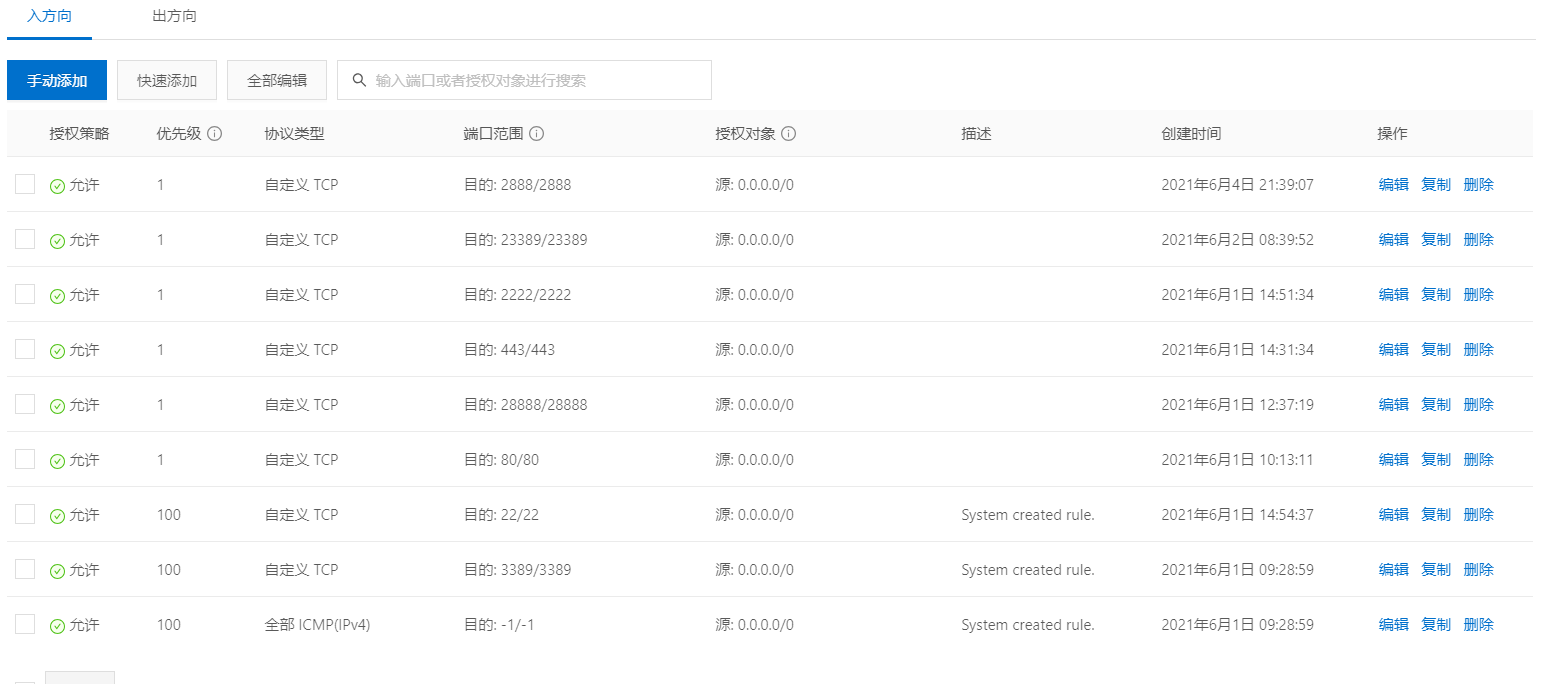 入方向 出方向
手动添加 快速添加 全部编辑 输入端口或者授权对象进行搜索
授权策略 优先级 协议类型 端口范围 授权对象 描述 创建时间 操作
允许 1 自定义 TCP 目的: 2888/2888 源: 0.0.0.0/0 2021年6月4日 21:39:07 编辑 复制 删除
允许 1 自定义 TCP 目的: 23389/23389 源: 0.0.0.0/0 2021年6月2日 08:39:52 编辑 复制 删除
允许 1 自定义 TCP 目的: 2222/2222 源: 0.0.0.0/0 2021年6月1日 14:51:34 编辑 复制 删除
允许 1 自定义 TCP 目的: 443/443 源: 0.0.0.0/0 2021年6月1日 14:31:34 编辑 复制 删除
允许 1 自定义 TCP 目的: 28888/28888 源: 0.0.0.0/0 2021年6月1日 12:37:19 编辑 复制 删除
允许 1 自定义 TCP 目的: 80/80 源: 0.0.0.0/0 2021年6月1日 10:13:11 编辑 复制 删除
允许 100 自定义 TCP 目的: 22/22 源: 0.0.0.0/0 System created rule. 2021年6月1日 14:54:37 编辑 复制 删除
允许 100 自定义 TCP 目的: 3389/3389 源: 0.0.0.0/0 System created rule. 2021年6月1日 09:28:59 编辑 复制 删除
允许 100 全部 ICMP(IPv4) 目的: -1/-1 源: 0.0.0.0/0 System created rule. 2021年6月1日 09:28:59 编辑 复制 删除